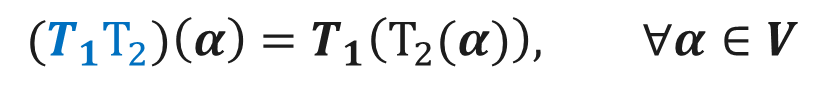 (T₁T₂)(α) = T₁(T₂(α)), ∀α ∈ V